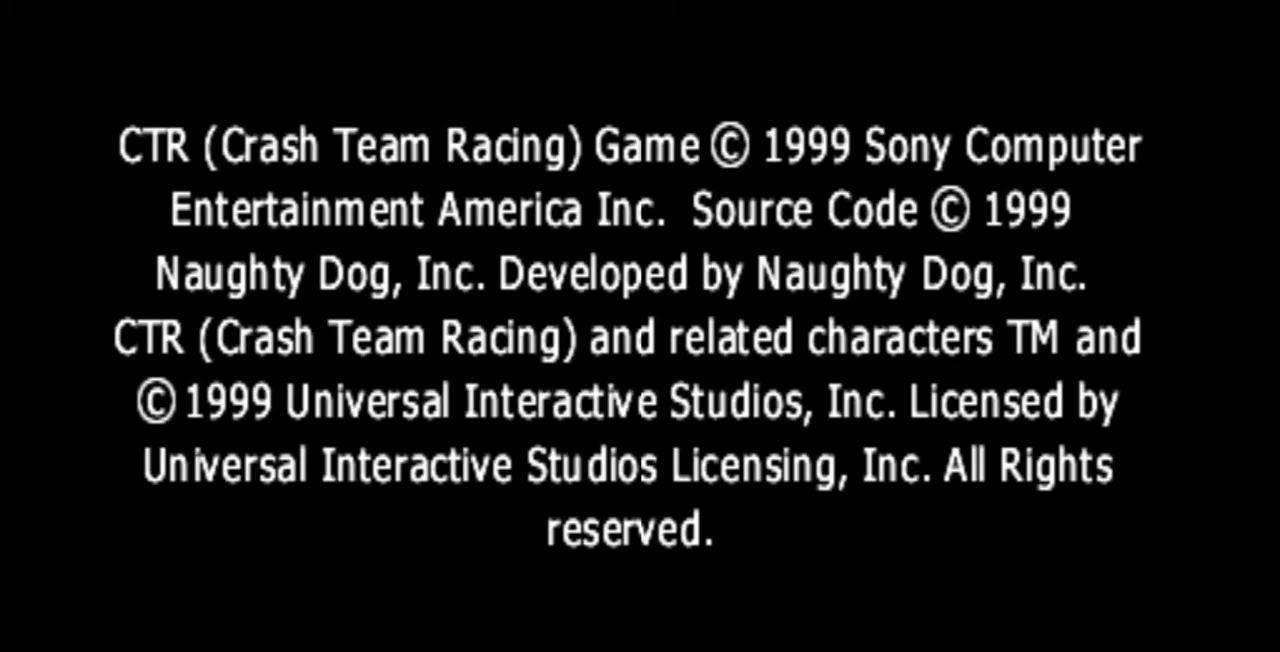 CTR (Crash Team Racing) Game © 1999 Sony Computer
Entertainment America Inc.  Source Code © 1999
Naughty Dog, Inc. Developed by Naughty Dog, Inc.
CTR (Crash Team Racing) and related characters TM and
© 1999 Universal Interactive Studios, Inc. Licensed by
Universal Interactive Studios Licensing, Inc. All Rights
reserved.